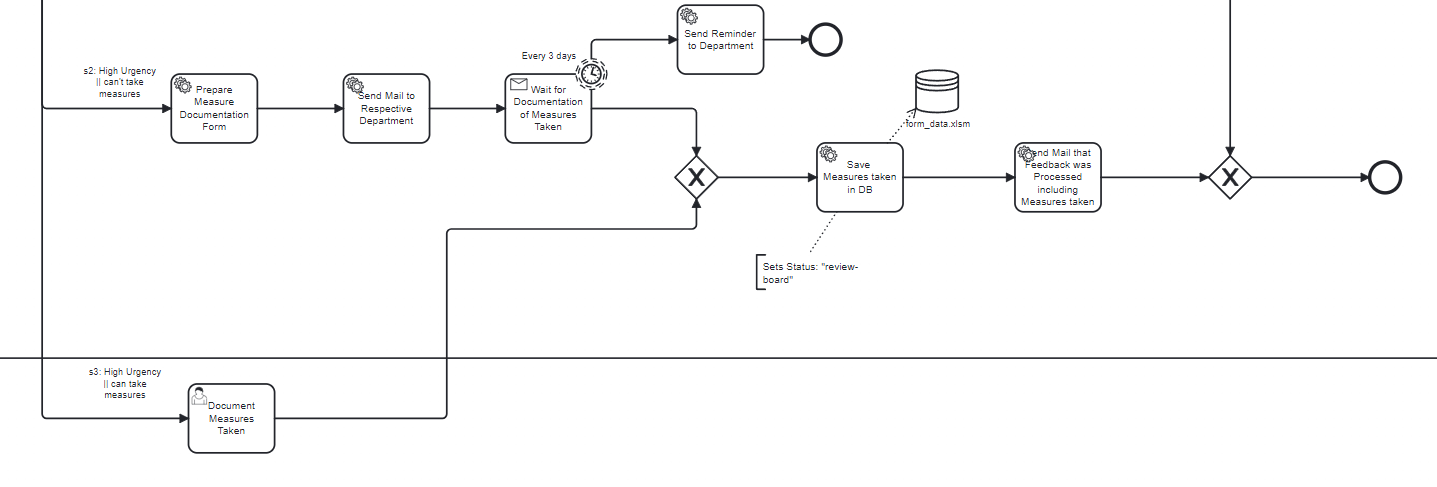 Send Reminder
to Department
Every 3 days
s2: High Urgency
|| can't take
measures
Prepare
Measure
Documentation
Form
Send Mail to
Respective
Department
Wait for
Documentation
of Measures
Taken
form_data.xlsm
Save
Measures taken
in DB
Send Mail that
Feedback was
Processed
including
Measures taken
Sets Status: "review-
board"
s3: High Urgency
|| can take
measures
Document
Measures
Taken